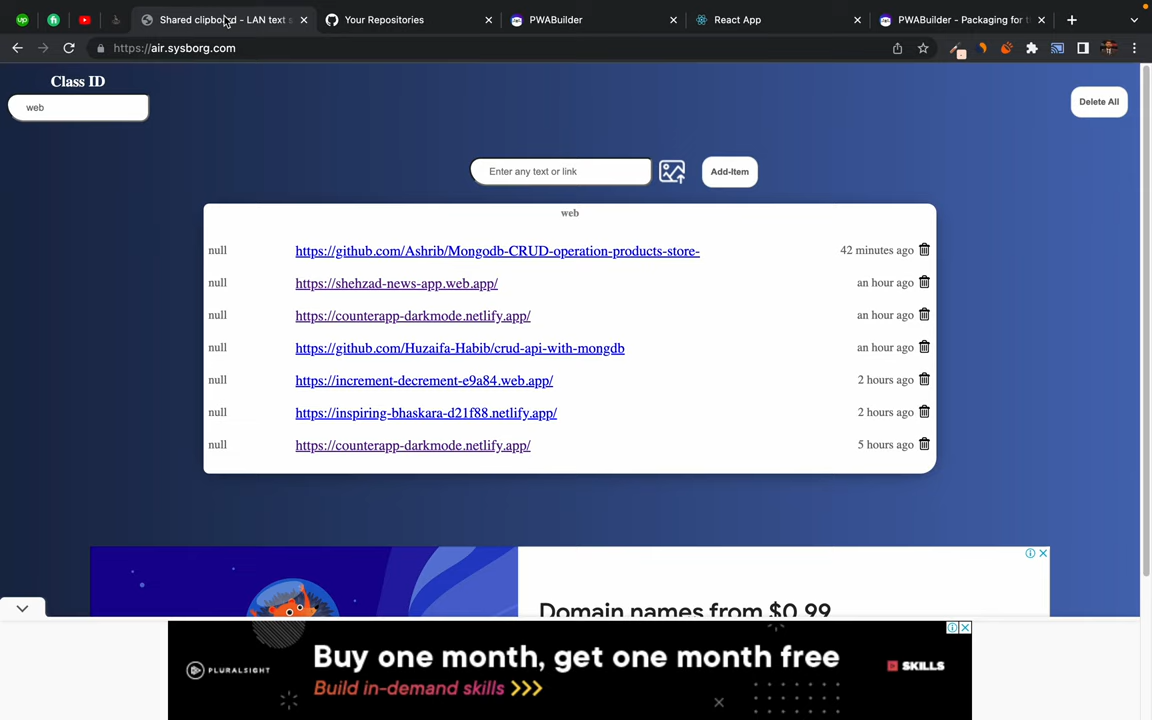 Shared clipboard - LAN text s
Your Repositories
PWABuilder
React App
PWABuilder - Packaging for t
https://air.sysborg.com
Class ID
web
Delete All
Enter any text or link
Add-Item
web
null https://github.com/Ashrib/Mongodb-CRUD-operation-products-store- 42 minutes ago
null https://shehzad-news-app.web.app/ an hour ago
null https://counterapp-darkmode.netlify.app/ an hour ago
null https://github.com/Huzaifa-Habib/crud-api-with-mongdb an hour ago
null https://increment-decrement-e9a84.web.app/ 2 hours ago
null https://inspiring-bhaskara-d21f88.netlify.app/ 2 hours ago
null https://counterapp-darkmode.netlify.app/ 5 hours ago
Domain names from $0.99
PLURALSIGHT
Buy one month, get one month free
Build in-demand skills >>>
SKILLS